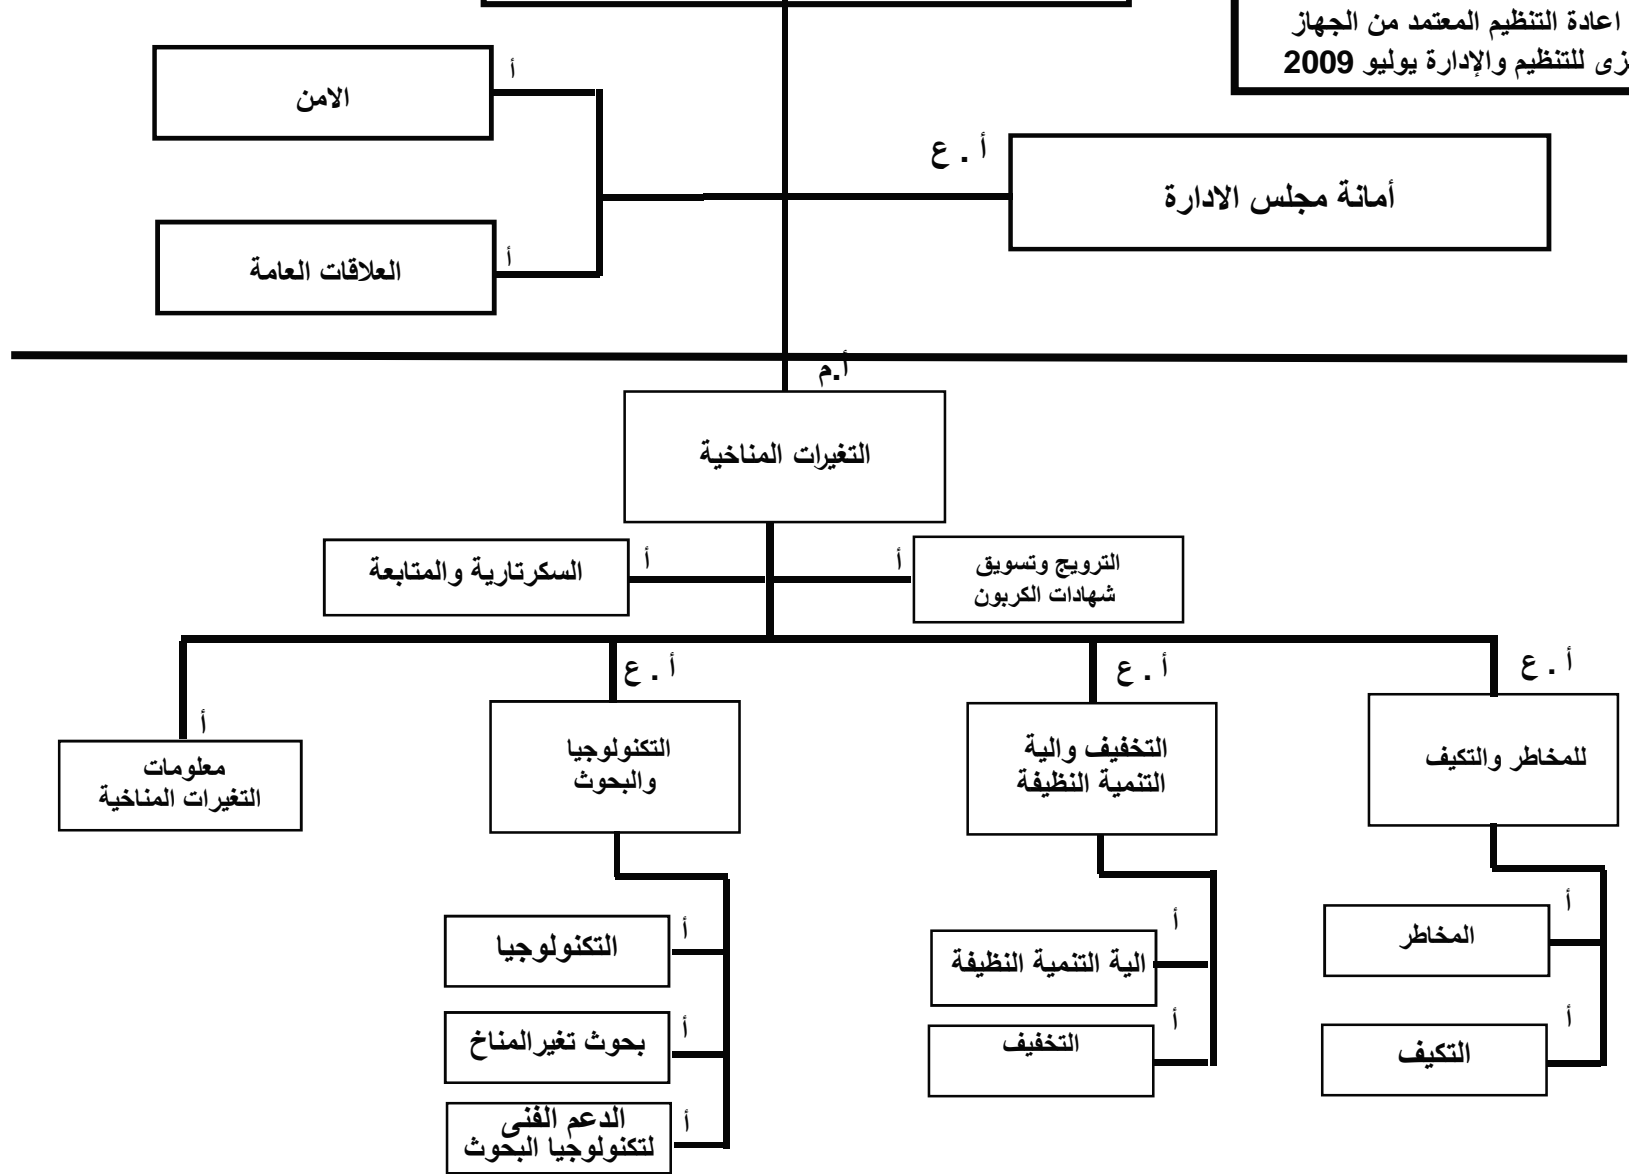 اعادة التنظيم المعتمد من الجهاز
زى للتنظيم والإدارة يوليو 2009
أ
الامن
أ . ع
أمانة مجلس الادارة
أ
العلاقات العامة
أ.م
التغيرات المناخية
أ
الترويج وتسويق
شهادات الكربون
أ
السكرتارية والمتابعة
أ . ع
للمخاطر والتكيف
أ . ع
التخفيف والية
التنمية النظيفة
أ . ع
التكنولوجيا
والبحوث
أ
معلومات
التغيرات المناخية
أ
المخاطر
أ
التكيف
أ
الية التنمية النظيفة
أ
التخفيف
أ
التكنولوجيا
أ
بحوث تغيرالمناخ
أ
الدعم الفنى
لتكنولوجيا البحوث